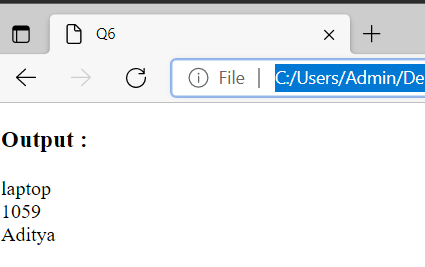 Q6
File
C:/Users/Admin/De
Output :
laptop
1059
Aditya